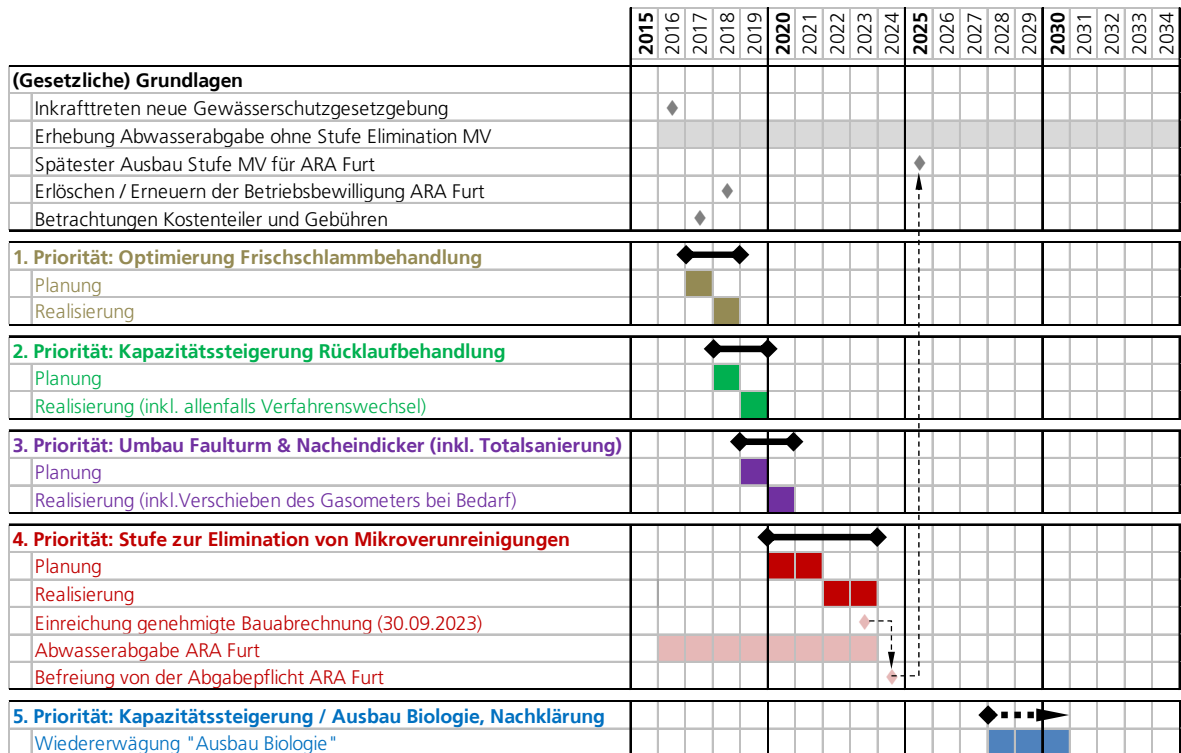 2015 2016 2017 2018 2019 2020 2021 2022 2023 2024 2025 2026 2027 2028 2029 2030 2031 2032 2033 2034
(Gesetzliche) Grundlagen
Inkrafttreten neue Gewässerschutzgesetzgebung
Erhebung Abwasserabgabe ohne Stufe Elimination MV
Spätester Ausbau Stufe MV für ARA Furt
Erlöschen / Erneuern der Betriebsbewilligung ARA Furt
Betrachtungen Kostenteiler und Gebühren
1. Priorität: Optimierung Frischschlammbehandlung
Planung
Realisierung
2. Priorität: Kapazitätssteigerung Rücklaufbehandlung
Planung
Realisierung (inkl. allenfalls Verfahrenswechsel)
3. Priorität: Umbau Faulturm & Nacheindicker (inkl. Totalsanierung)
Planung
Realisierung (inkl.Verschieben des Gasometers bei Bedarf)
4. Priorität: Stufe zur Elimination von Mikroverunreinigungen
Planung
Realisierung
Einreichung genehmigte Bauabrechnung (30.09.2023)
Abwasserabgabe ARA Furt
Befreiung von der Abgabepflicht ARA Furt
5. Priorität: Kapazitätssteigerung / Ausbau Biologie, Nachklärung
Wiedererwägung "Ausbau Biologie"